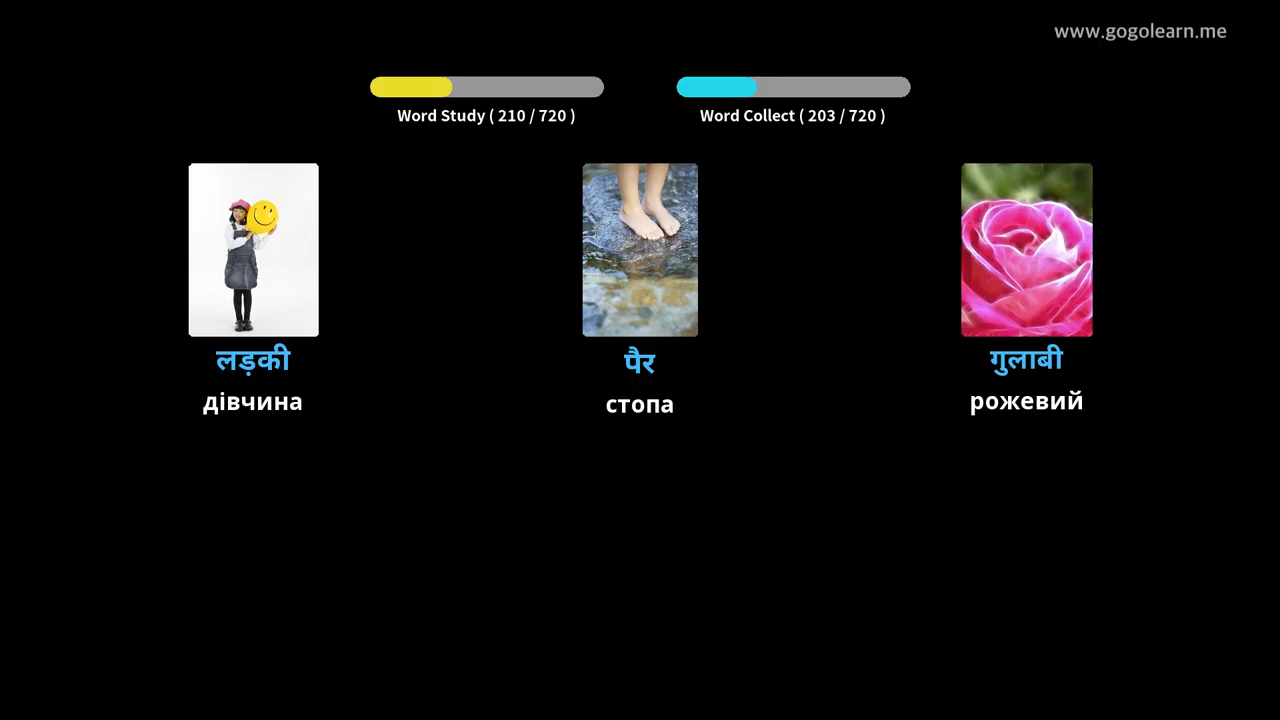 www.gogolearn.me
Word Study ( 210 / 720 )
Word Collect ( 203 / 720 )
लड़की
पैर
गुलाबी
дівчина
стопа
рожевий